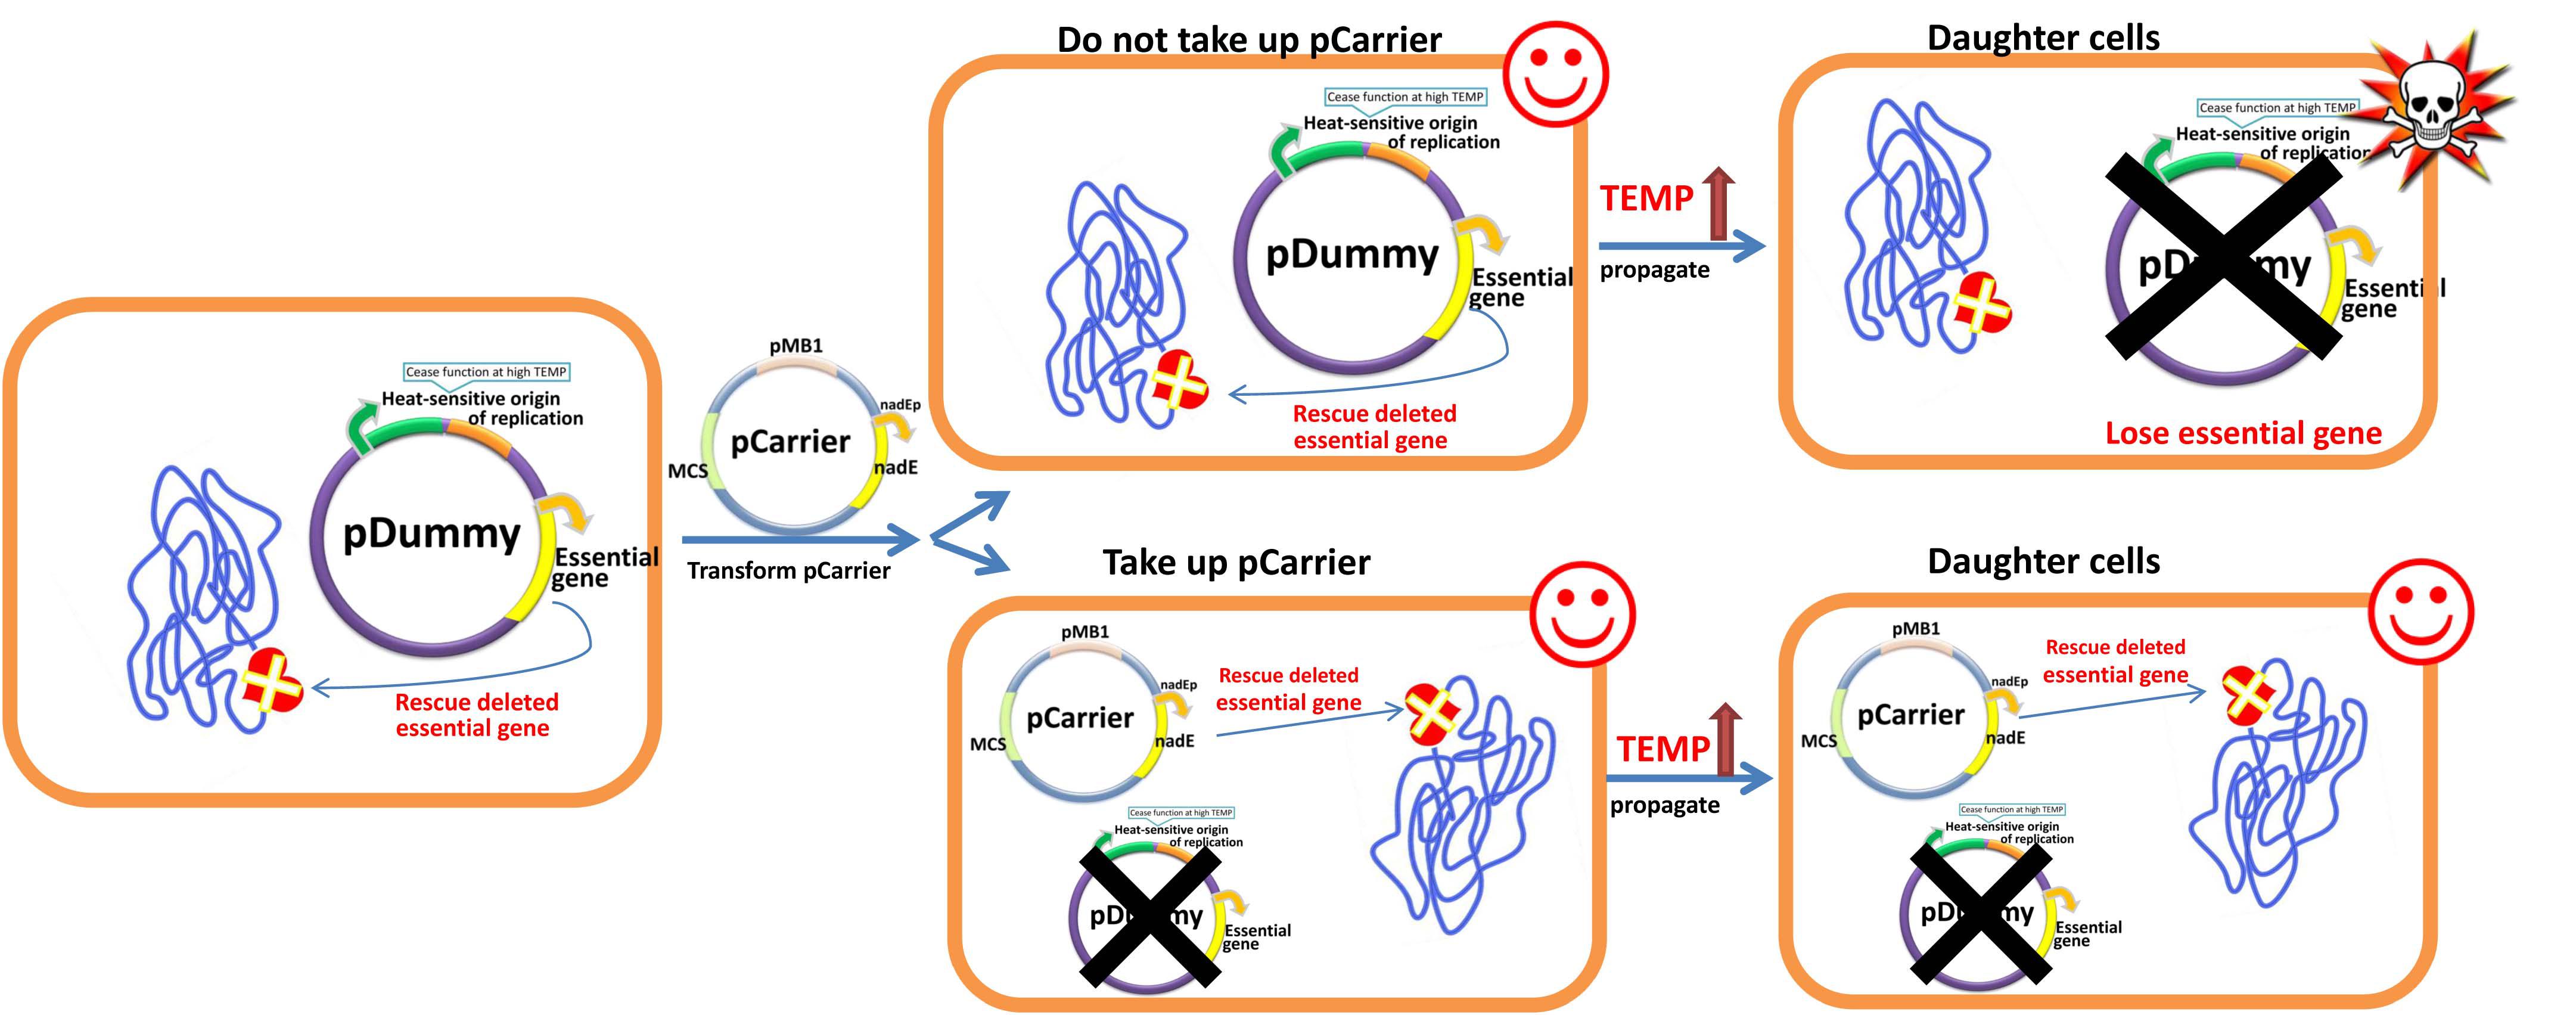 Cease function at high TEMP
Heat-sensitive origin
of replication
pDummy
Essential
gene
Rescue deleted
essential gene
pMB1
nadEp
pCarrier
MCS
nadE
Transform pCarrier
Do not take up pCarrier
Cease function at high TEMP
Heat-sensitive origin
of replication
pDummy
Essential
gene
Rescue deleted
essential gene
TEMP
propagate
Daughter cells
Cease function at high TEMP
Heat-sensitive origin
of replication
pD my
Essential
gene
Lose essential gene
Take up pCarrier
pMB1
nadEp
pCarrier
MCS
nadE
Rescue deleted
essential gene
Cease function at high TEMP
Heat-sensitive origin
of replication
pD my
Essential
gene
TEMP
propagate
Daughter cells
pMB1
nadEp
pCarrier
MCS
nadE
Rescue deleted
essential gene
Cease function at high TEMP
Heat-sensitive origin
of replication
pD my
Essential
gene